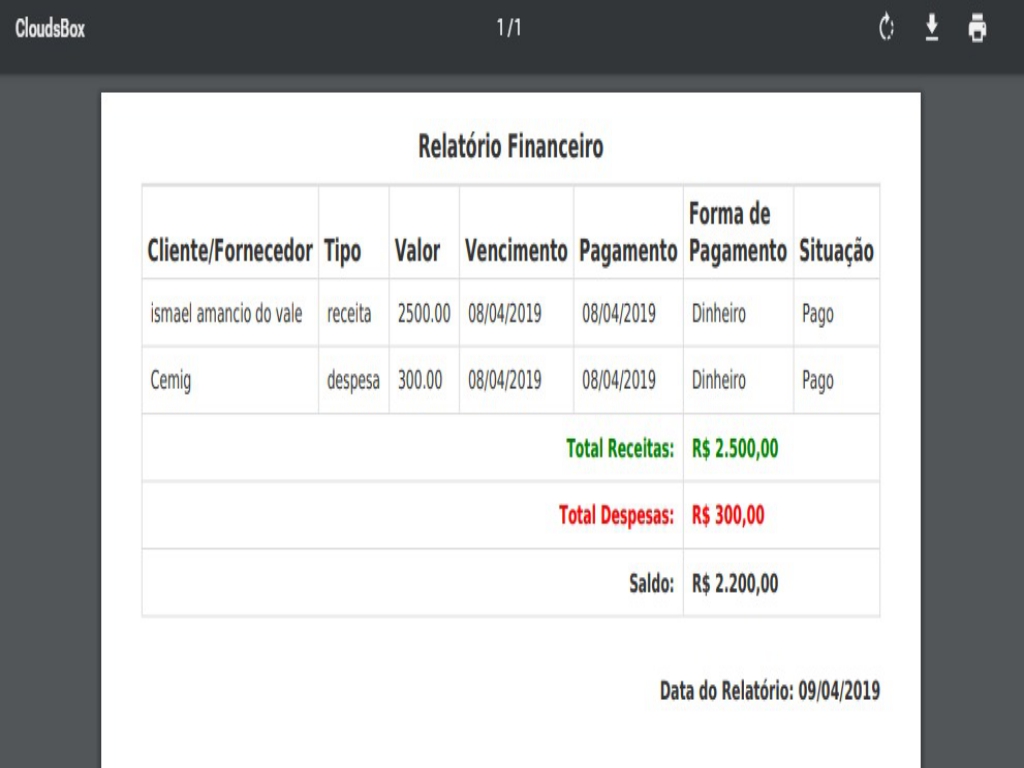 CloudsBox
1/1
Relatório Financeiro
Cliente/Fornecedor Tipo Valor Vencimento Pagamento Forma de Pagamento Situação
ismael amancio do vale receita 2500.00 08/04/2019 08/04/2019 Dinheiro Pago
Cemig despesa 300.00 08/04/2019 08/04/2019 Dinheiro Pago
Total Receitas: R$ 2.500,00
Total Despesas: R$ 300,00
Saldo: R$ 2.200,00
Data do Relatório: 09/04/2019